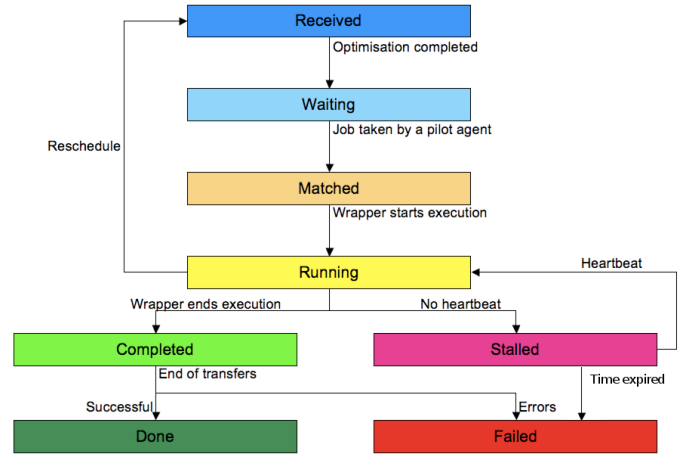 Received
Optimisation completed
Waiting
Job taken by a pilot agent
Reschedule
Matched
Wrapper starts execution
Heartbeat
Running
Wrapper ends execution
No heartbeat
Completed
Stalled
End of transfers
Time expired
Successful
Errors
Done
Failed